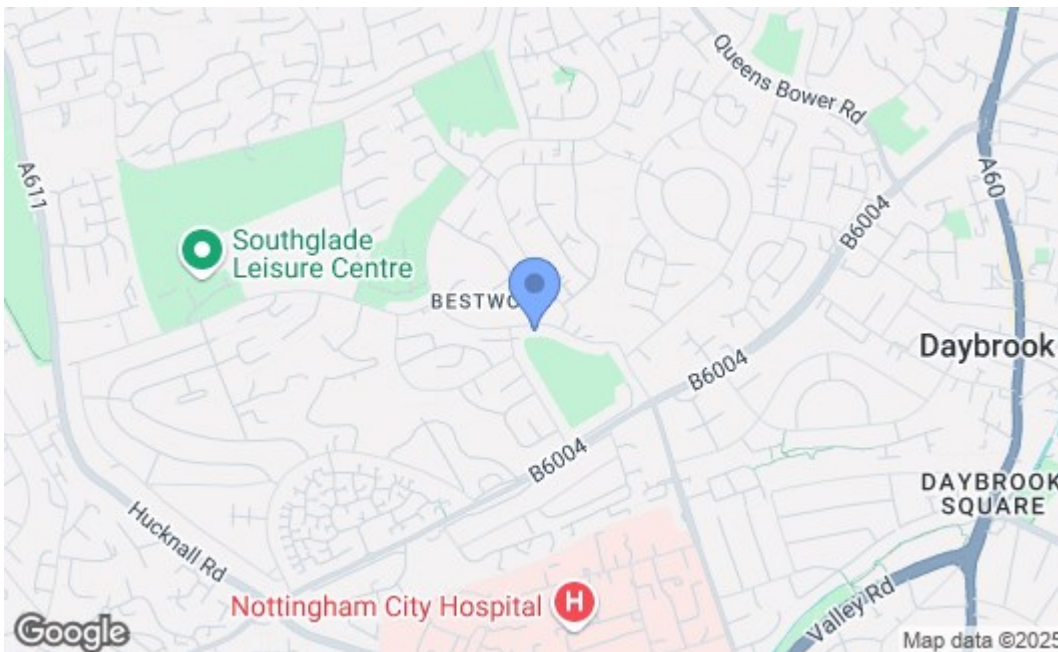 Queens Bower Rd
A611
A60
B6004
Southglade
Leisure Centre
Daybrook
B6004
B6004
DAYBROOK
SQUARE
Hucknall Rd
Nottingham City Hospital
H
Valley Rd
Google
Map data ©2025